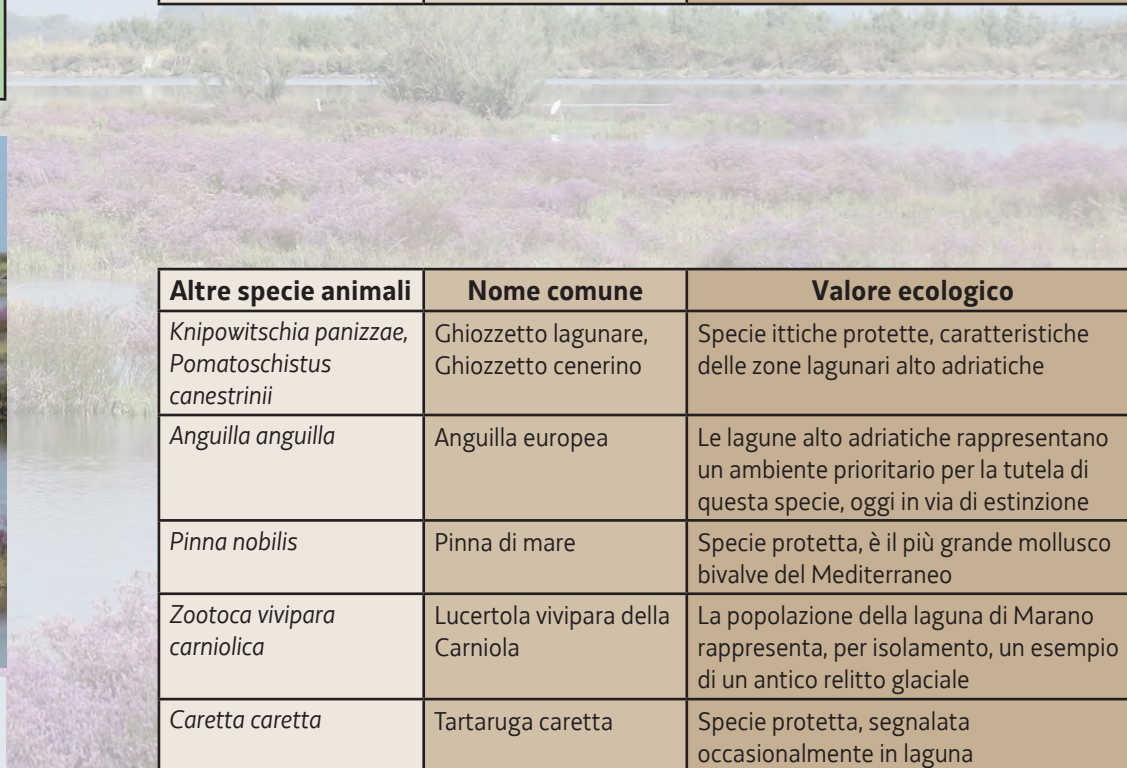 Altre specie animali Nome comune Valore ecologico
Knipowitschia panizzae,
Pomatoschistus
canestrinii
Ghiozzetto lagunare,
Ghiozzetto cenerino
Specie ittiche protette, caratteristiche
delle zone lagunari alto adriatiche
Anguilla anguilla
Anguilla europea
Le lagune alto adriatiche rappresentano
un ambiente prioritario per la tutela di
questa specie, oggi in via di estinzione
Pinna nobilis
Pinna di mare
Specie protetta, è il più grande mollusco
bivalve del Mediterraneo
Zootoca vivipara
carniolica
Lucertola vivipara della
Carniola
La popolazione della laguna di Marano
rappresenta, per isolamento, un esempio
di un antico relitto glaciale
Caretta caretta
Tartaruga caretta
Specie protetta, segnalata
occasionalmente in laguna